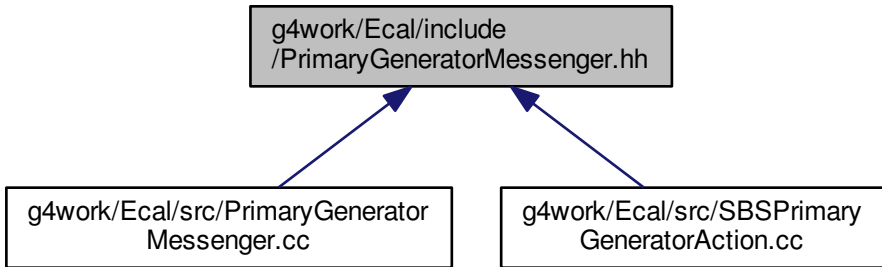 g4work/Ecal/include
/PrimaryGeneratorMessenger.hh
g4work/Ecal/src/PrimaryGenerator
Messenger.cc
g4work/Ecal/src/SBSPrimary
GeneratorAction.cc